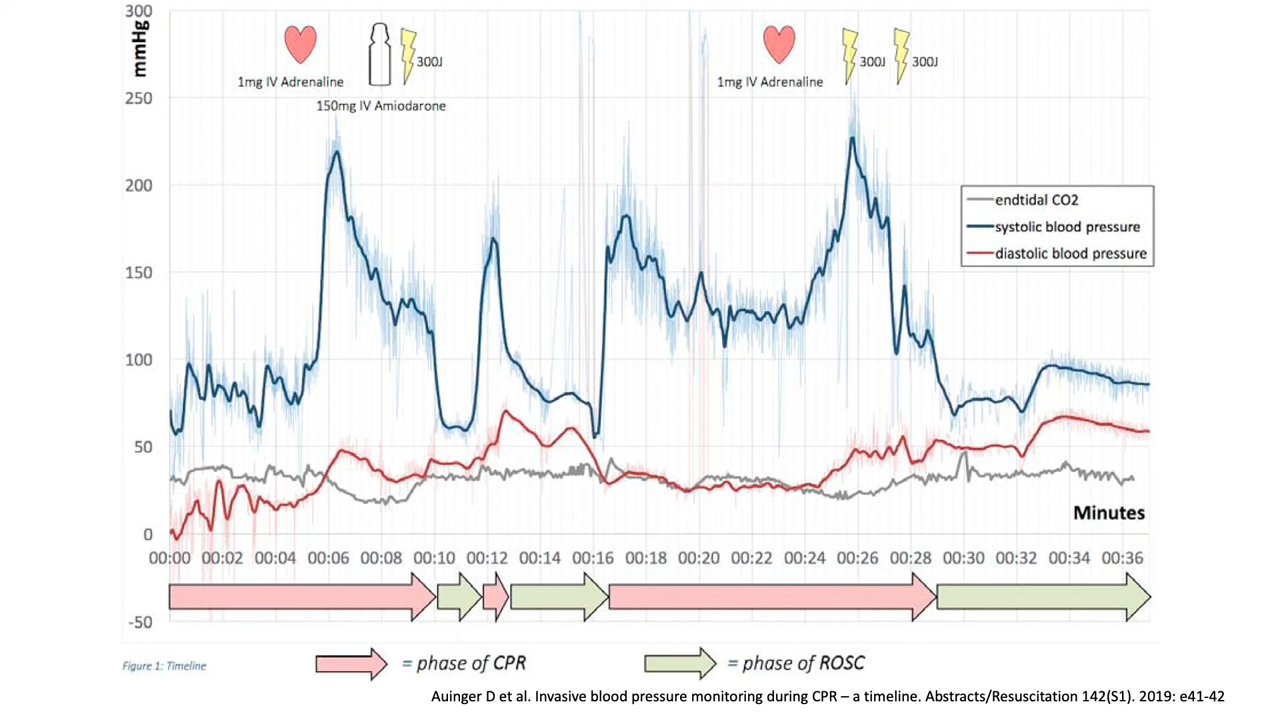 300
mmHg
1mg IV Adrenaline
300J
150mg IV Amiodarone
1mg IV Adrenaline
300J
300J
250
200
endtidal CO2
systolic blood pressure
diastolic blood pressure
150
100
50
Minutes
0
00:00 00:02 00:04 00:06 00:08 00:10 00:12 00:14 00:16 00:18 00:20 00:22 00:24 00:26 00:28 00:30 00:32 00:34 00:36
-50
Figure 1: Timeline
= phase of CPR
= phase of ROSC
Auinger D et al. Invasive blood pressure monitoring during CPR – a timeline. Abstracts/Resuscitation 142(S1). 2019: e41-42